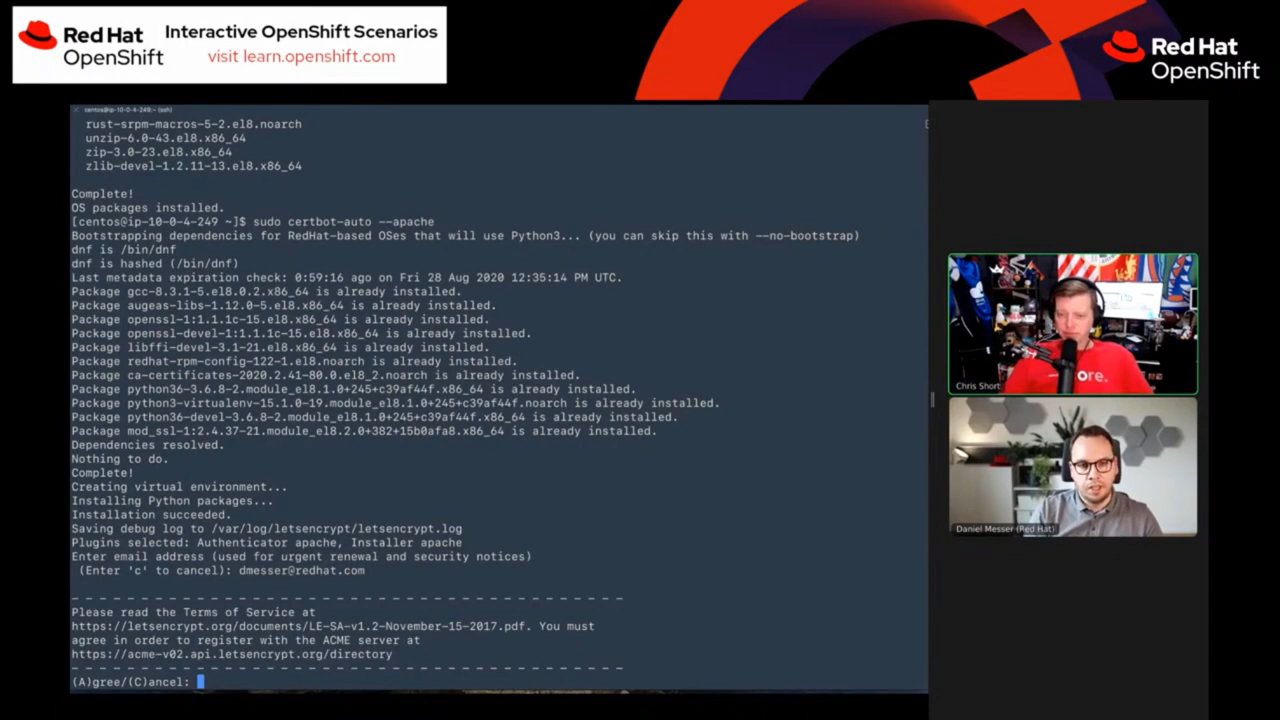 Red Hat
OpenShift
Interactive OpenShift Scenarios
visit learn.openshift.com
Red Hat
OpenShift
centos@ip-10-0-4-249:~ (ssh)
rust-srpm-macros-5-2.el8.noarch
unzip-6.0-43.el8.x86_64
zip-3.0-23.el8.x86_64
zlib-devel-1.2.11-13.el8.x86_64
Complete!
OS packages installed.
[centos@ip-10-0-4-249 ~]$ sudo certbot-auto --apache
Bootstrapping dependencies for RedHat-based OSes that will use Python3... (you can skip this with --no-bootstrap)
dnf is /bin/dnf
dnf is hashed (/bin/dnf)
Last metadata expiration check: 0:59:16 ago on Fri 28 Aug 2020 12:35:14 PM UTC.
Package gcc-8.3.1-5.el8.0.2.x86_64 is already installed.
Package augeas-libs-1.12.0-5.el8.x86_64 is already installed.
Package openssl-1:1.1.1c-15.el8.x86_64 is already installed.
Package openssl-devel-1:1.1.1c-15.el8.x86_64 is already installed.
Package libffi-devel-3.1-21.el8.x86_64 is already installed.
Package redhat-rpm-config-122-1.el8.noarch is already installed.
Package ca-certificates-2020.2.41-80.0.el8_2.noarch is already installed.
Package python36-3.6.8-2.module_el8.1.0+245+c39af44f.x86_64 is already installed.
Package python3-virtualenv-15.1.0-19.module_el8.1.0+245+c39af44f.noarch is already installed.
Package python36-devel-3.6.8-2.module_el8.1.0+245+c39af44f.x86_64 is already installed.
Package mod_ssl-1:2.4.37-21.module_el8.2.0+382+15b0afa8.x86_64 is already installed.
Dependencies resolved.
Nothing to do.
Complete!
Creating virtual environment...
Installing Python packages...
Installation succeeded.
Saving debug log to /var/log/letsencrypt/letsencrypt.log
Plugins selected: Authenticator apache, Installer apache
Enter email address (used for urgent renewal and security notices)
(Enter 'c' to cancel): dmesser@redhat.com
- - - - - - - - - - - - - - - - - - - - - - - - - - - - - - - - - - - - - - - -
Please read the Terms of Service at
https://letsencrypt.org/documents/LE-SA-v1.2-November-15-2017.pdf. You must
agree in order to register with the ACME server at
https://acme-v02.api.letsencrypt.org/directory
- - - - - - - - - - - - - - - - - - - - - - - - - - - - - - - - - - - - - - - -
(A)gree/(C)ancel:
ore.
Chris Short
Daniel Messer (Red Hat)